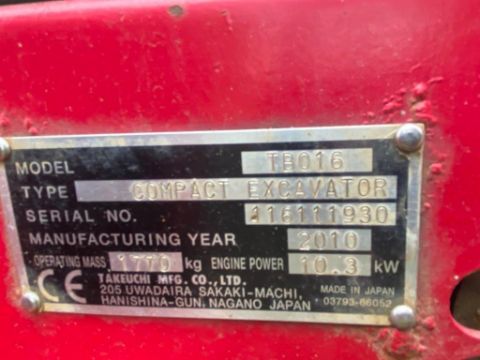 MODEL TB016
TYPE COMPACT EXCAVATOR
SERIAL NO. 116111930
MANUFACTURING YEAR 2010
OPERATING MASS 1770 kg ENGINE POWER 10.3 kW
CE TAKEUCHI MFG. CO., LTD.
205 UWADAIRA SAKAKI-MACHI, MADE IN JAPAN
HANISHINA-GUN, NAGANO JAPAN 03793-66052